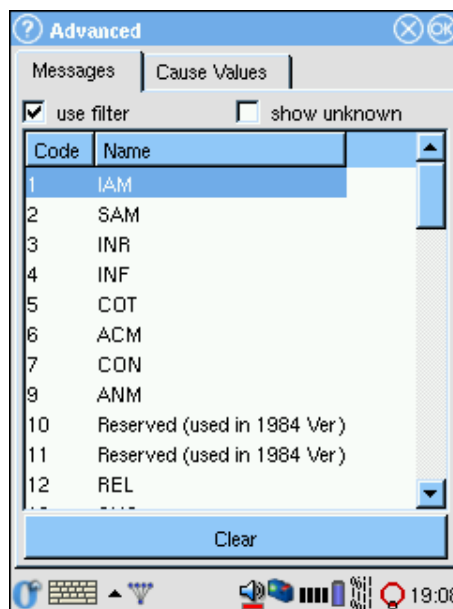 Advanced
OK
Messages Cause Values
use filter show unknown
Code Name
1 IAM
2 SAM
3 INR
4 INF
5 COT
6 ACM
7 CON
9 ANM
10 Reserved (used in 1984 Ver)
11 Reserved (used in 1984 Ver)
12 REL
Clear
19:08